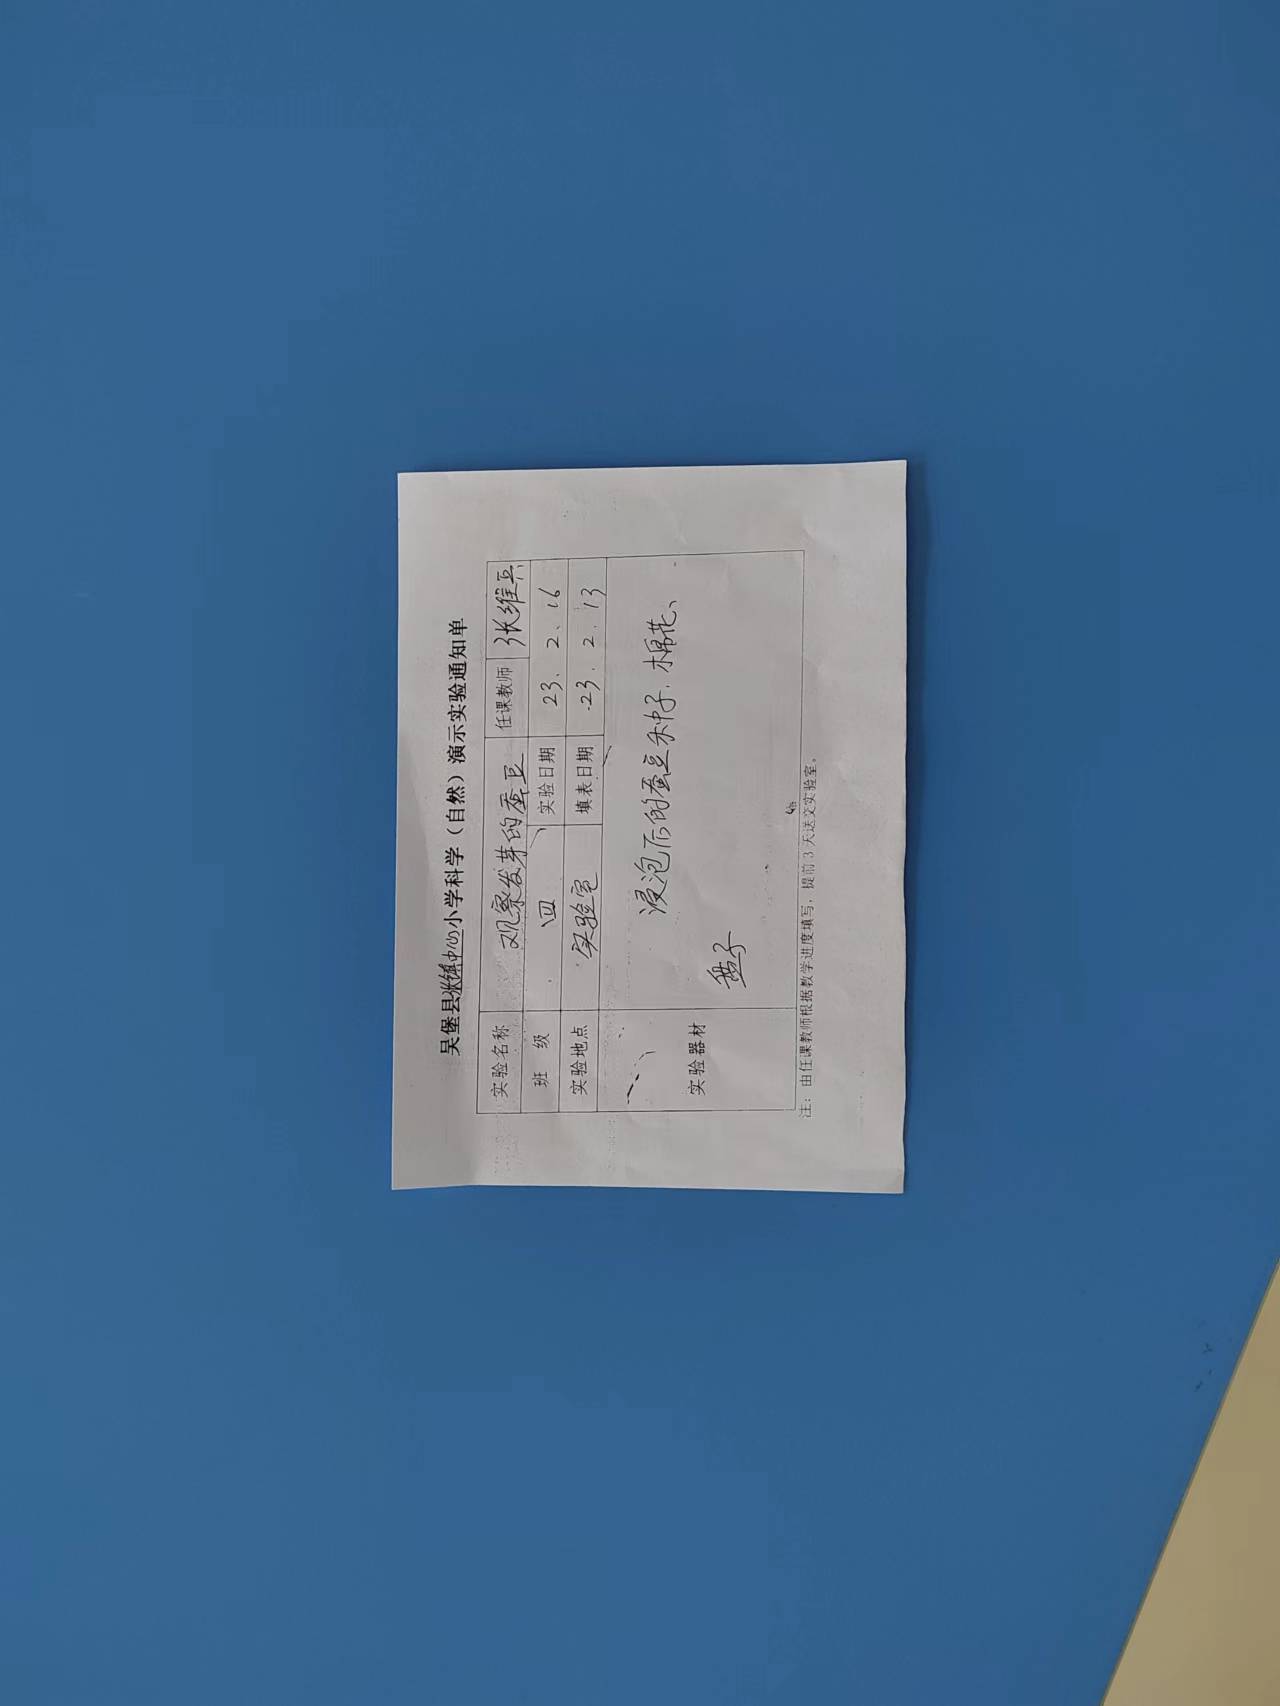 吴堡县张镇中心小学科学（自然）演示实验通知单
实验名称 观察发芽的蚕豆 任课教师 张维兵
班 级 四 实验日期 23、2、16
实验地点 实验室 填表日期 23.2.13
实验器材 浸泡后的蚕豆种子、棉花、
盘子
注：由任课教师根据教学进度填写，提前3天送交实验室。